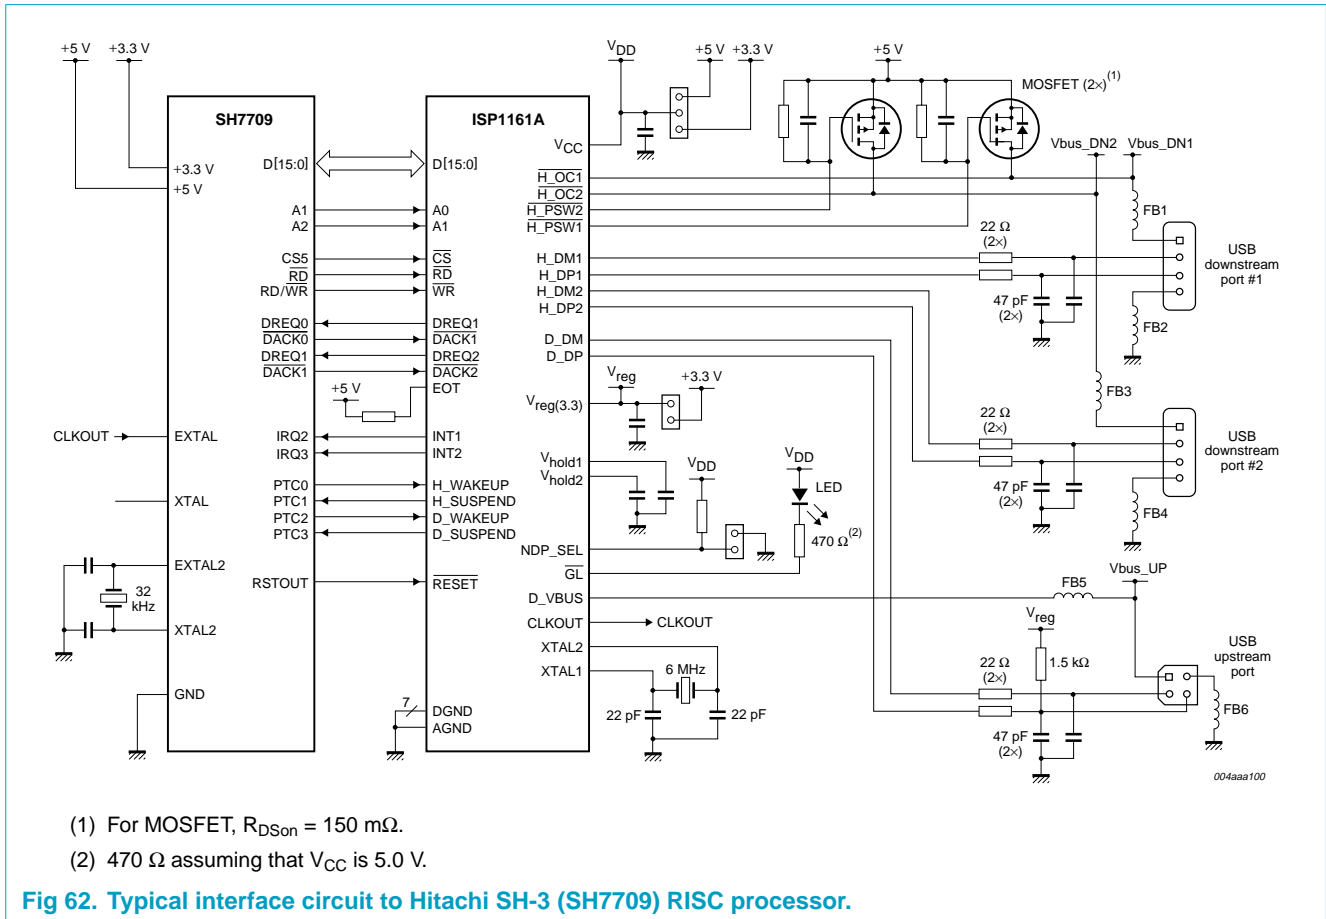 +5 V +3.3 V
SH7709
+3.3 V
+5 V
D[15:0]
A1
A2
CS5
RD
RD/WR
DREQ0
DACK0
DREQ1
DACK1
+5 V
CLKOUT
EXTAL
IRQ2
IRQ3
XTAL
PTC0
PTC1
PTC2
PTC3
EXTAL2
RSTOUT
32
kHz
XTAL2
GND
ISP1161A
D[15:0]
A0
A1
CS
RD
WR
DREQ1
DACK1
DREQ2
DACK2
EOT
INT1
INT2
H_WAKEUP
H_SUSPEND
D_WAKEUP
D_SUSPEND
RESET
7
DGND
AGND
VCC
H_OC1
H_OC2
H_PSW2
H_PSW1
H_DM1
H_DP1
H_DM2
H_DP2
D_DM
D_DP
Vreg(3.3)
Vhold1
Vhold2
NDP_SEL
GL
D_VBUS
CLKOUT
XTAL2
XTAL1
VDD
+5 V +3.3 V
+5 V
MOSFET (2×)(1)
Vbus_DN2 Vbus_DN1
FB1
22 Ω
(2×)
USB
downstream
port #1
47 pF
(2×)
FB2
Vreg
+3.3 V
FB3
22 Ω
(2×)
USB
downstream
port #2
VDD
VDD
LED
47 pF
(2×)
FB4
470 Ω(2)
Vbus_UP
FB5
CLKOUT
Vreg
6 MHz
22 pF
22 pF
22 Ω
(2×)
1.5 kΩ
USB
upstream
port
FB6
47 pF
(2×)
004aaa100
(1) For MOSFET, RDSon = 150 mΩ.
(2) 470 Ω assuming that VCC is 5.0 V.
Fig 62. Typical interface circuit to Hitachi SH-3 (SH7709) RISC processor.